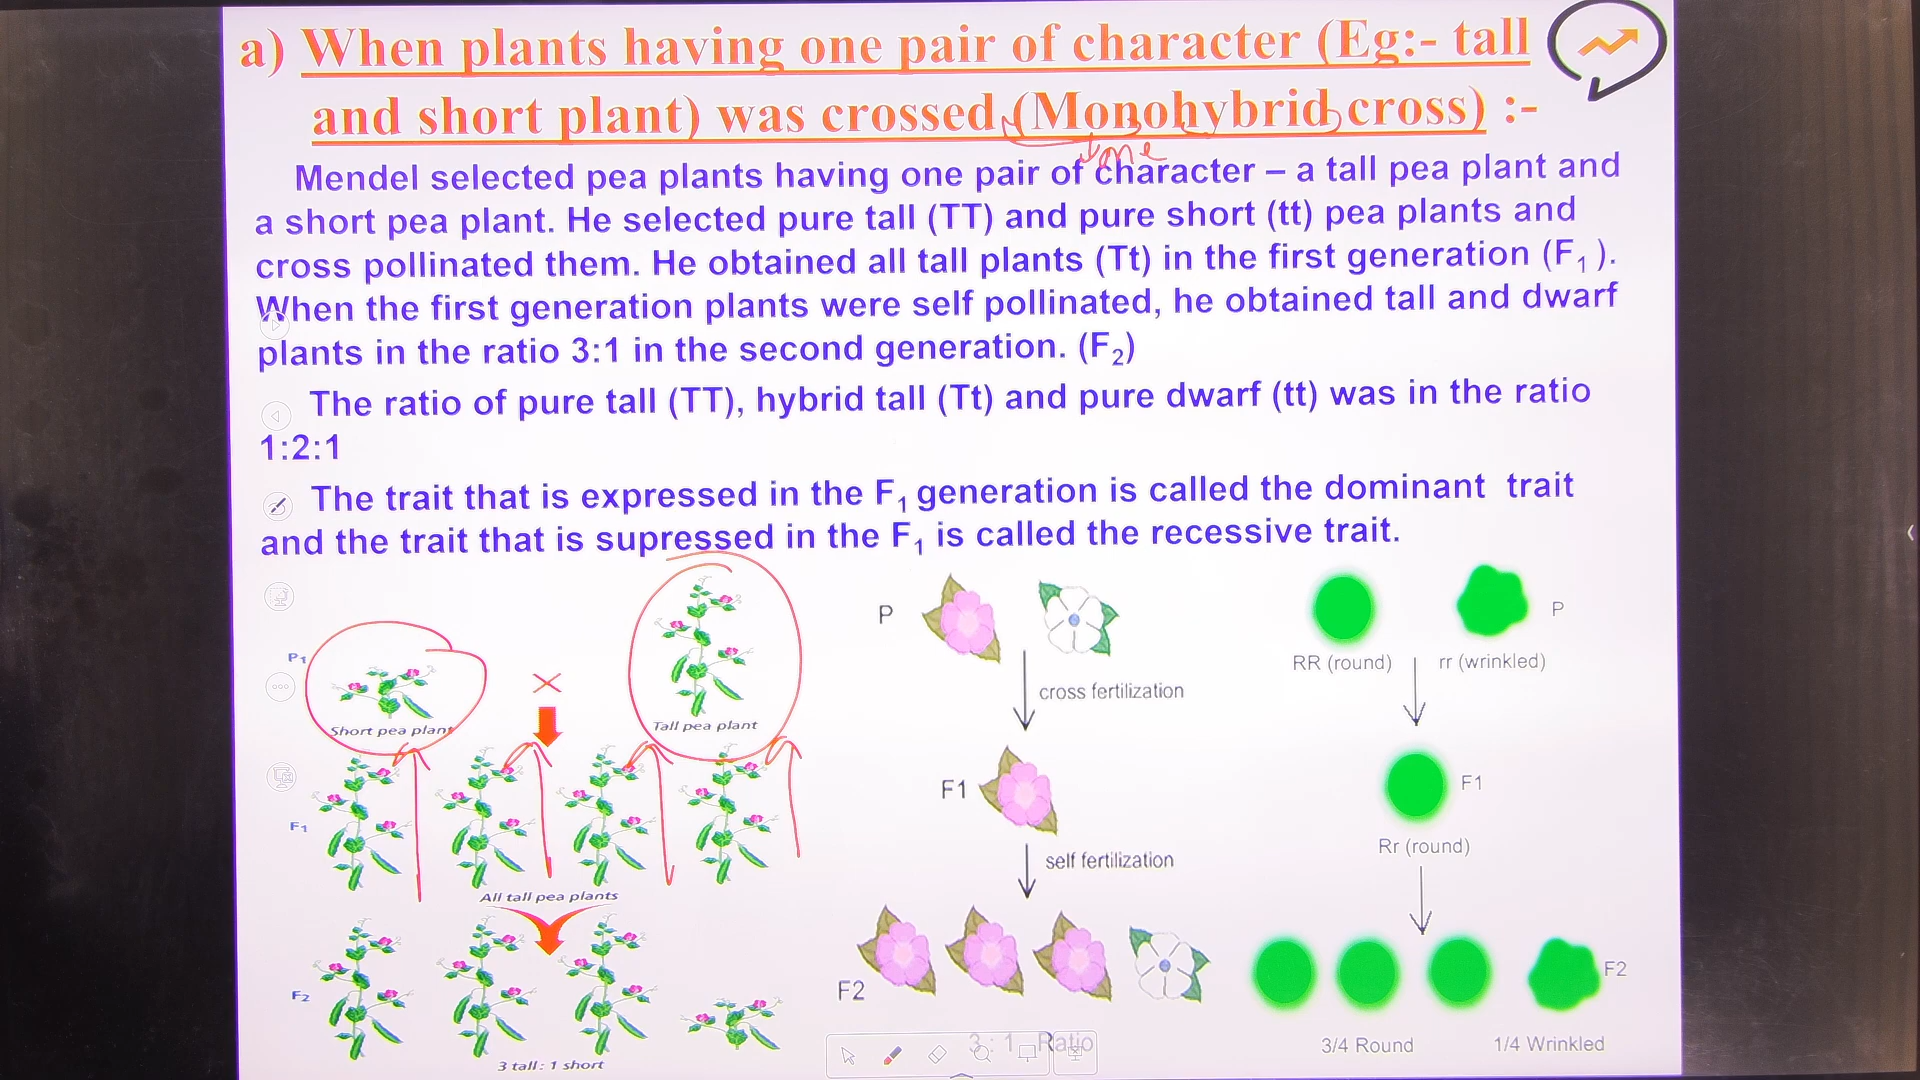 a) When plants having one pair of character (Eg:- tall
and short plant) was crossed (Monohybrid cross) :-
one
Mendel selected pea plants having one pair of character – a tall pea plant and
a short pea plant. He selected pure tall (TT) and pure short (tt) pea plants and
cross pollinated them. He obtained all tall plants (Tt) in the first generation (F₁ ).
When the first generation plants were self pollinated, he obtained tall and dwarf
plants in the ratio 3:1 in the second generation. (F₂)
The ratio of pure tall (TT), hybrid tall (Tt) and pure dwarf (tt) was in the ratio
1:2:1
The trait that is expressed in the F₁ generation is called the dominant trait
and the trait that is supressed in the F₁ is called the recessive trait.
P₁
Short pea plant
Tall pea plant
F₁
All tall pea plants
F₂
3 tall: 1 short
P
cross fertilization
F1
self fertilization
F2
3 : 1 Ratio
P
RR (round)
rr (wrinkled)
F1
Rr (round)
F2
3/4 Round
1/4 Wrinkled